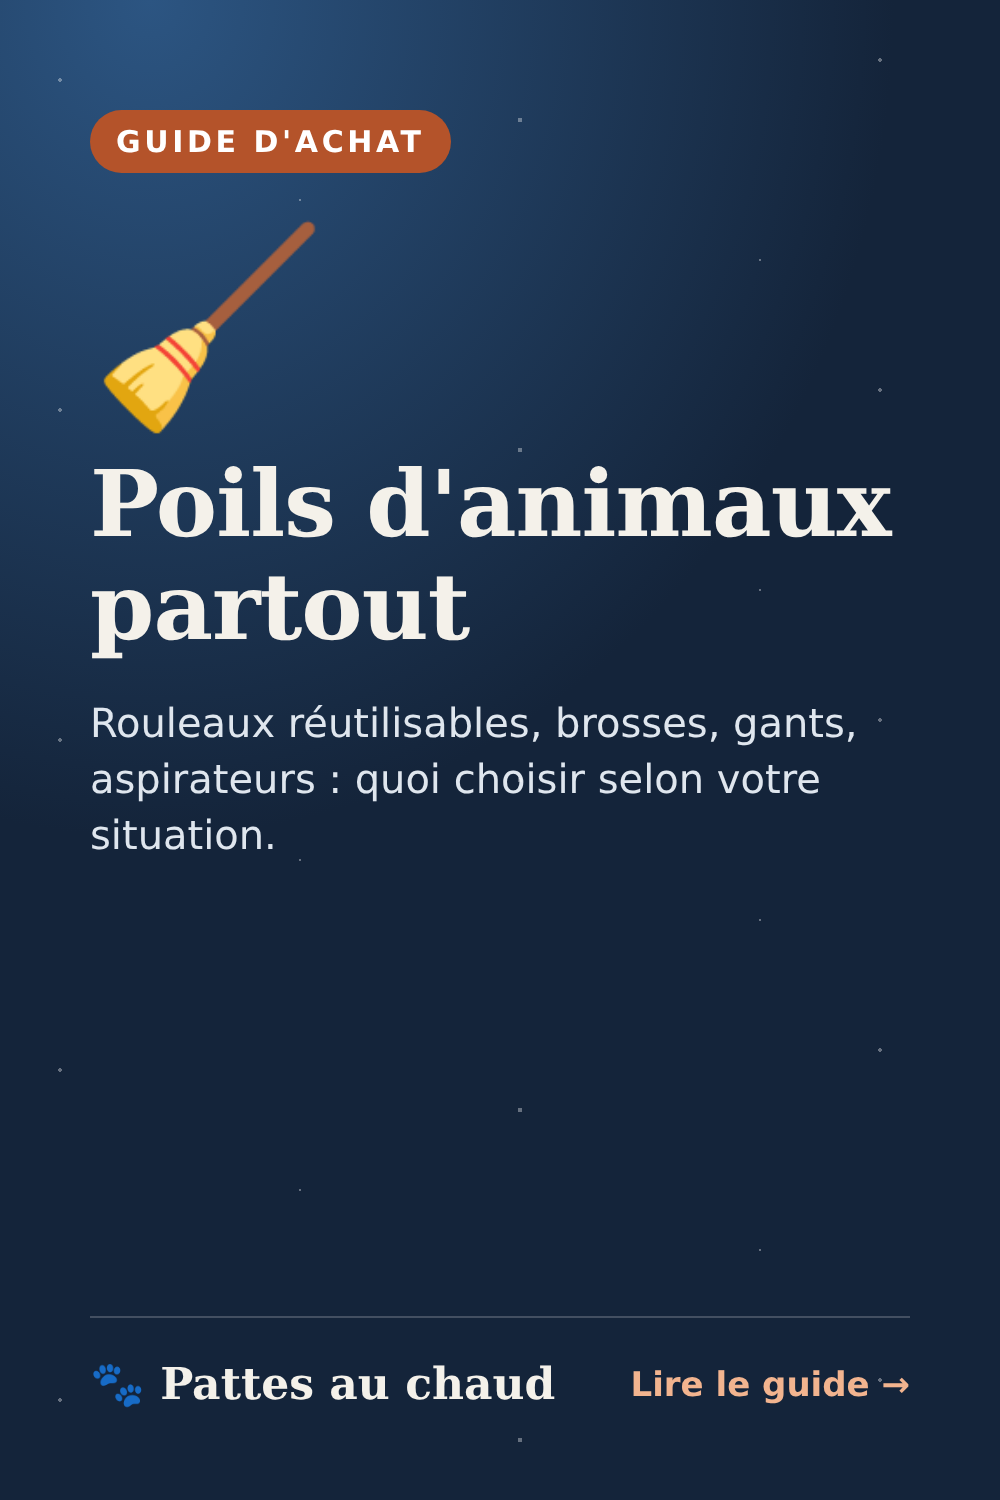 GUIDE D'ACHAT
Poils d'animaux
partout
Rouleaux réutilisables, brosses, gants,
aspirateurs : quoi choisir selon votre
situation.
Pattes au chaud
Lire le guide →